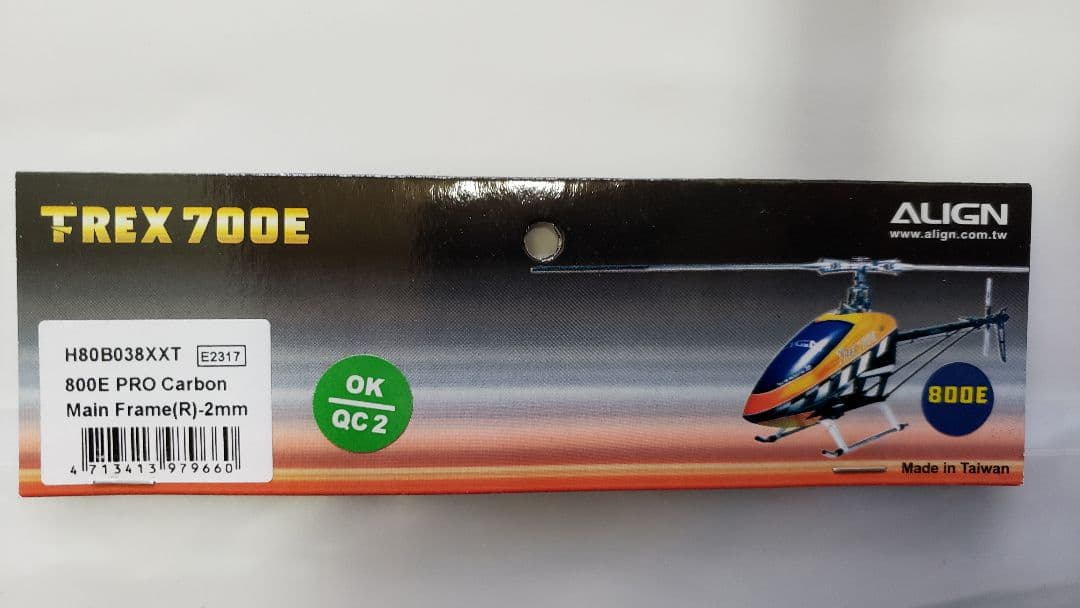 TREX 700E
ALIGN
www.align.com.tw
H80B038XXT E2317
800E PRO Carbon
Main Frame(R)-2mm
4 713413 979660
OK
QC 2
800E
Made in Taiwan